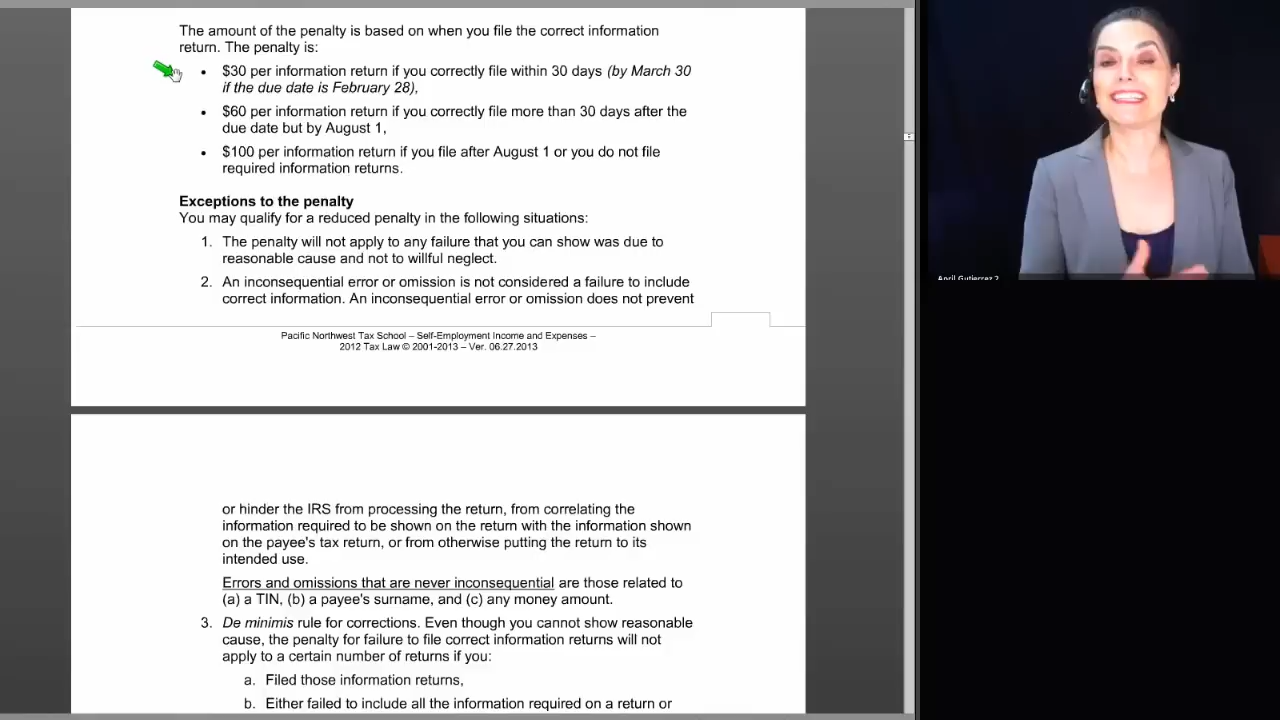 The amount of the penalty is based on when you file the correct information
return. The penalty is:
• $30 per information return if you correctly file within 30 days (by March 30
if the due date is February 28),
• $60 per information return if you correctly file more than 30 days after the
due date but by August 1,
• $100 per information return if you file after August 1 or you do not file
required information returns.
Exceptions to the penalty
You may qualify for a reduced penalty in the following situations:
1. The penalty will not apply to any failure that you can show was due to
reasonable cause and not to willful neglect.
2. An inconsequential error or omission is not considered a failure to include
correct information. An inconsequential error or omission does not prevent
Pacific Northwest Tax School – Self-Employment Income and Expenses –
2012 Tax Law © 2001-2013 – Ver. 06.27.2013
or hinder the IRS from processing the return, from correlating the
information required to be shown on the return with the information shown
on the payee's tax return, or from otherwise putting the return to its
intended use.
Errors and omissions that are never inconsequential are those related to
(a) a TIN, (b) a payee's surname, and (c) any money amount.
3. De minimis rule for corrections. Even though you cannot show reasonable
cause, the penalty for failure to file correct information returns will not
apply to a certain number of returns if you:
a. Filed those information returns,
b. Either failed to include all the information required on a return or
April Gutierrez 2